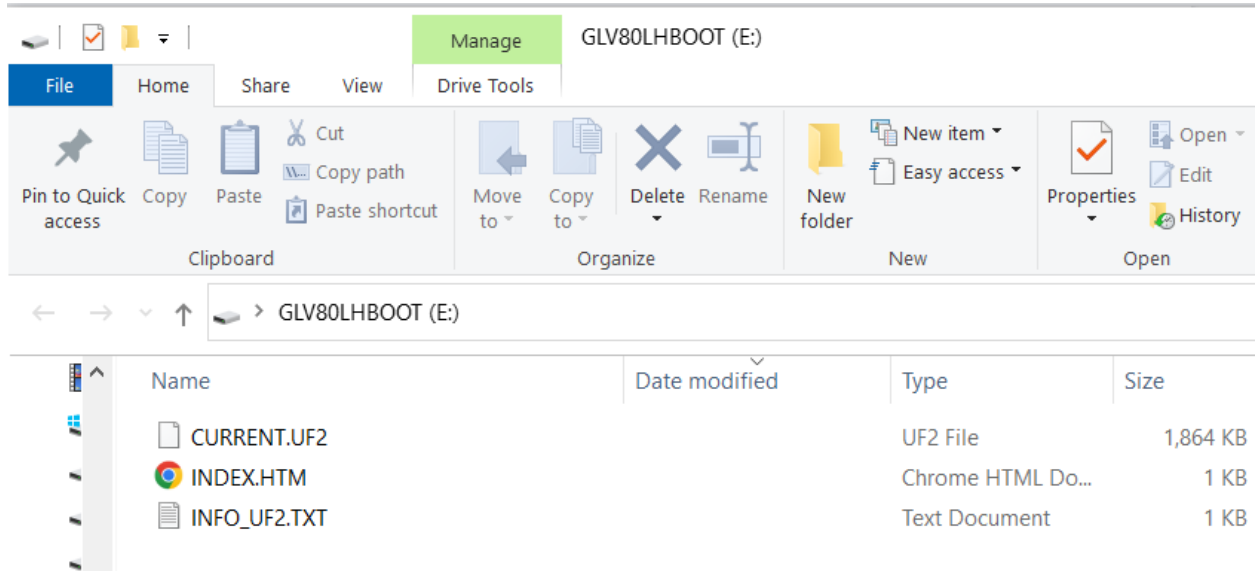 Manage
GLV80LHBOOT (E:)
File
Home
Share
View
Drive Tools
Pin to Quick
access
Copy
Paste
Cut
Copy path
Paste shortcut
Clipboard
Move
to
Copy
to
Delete
Rename
Organize
New
folder
New item
Easy access
New
Properties
Open
Edit
History
Open
GLV80LHBOOT (E:)
Name Date modified Type Size
CURRENT.UF2 UF2 File 1,864 KB
INDEX.HTM Chrome HTML Do... 1 KB
INFO_UF2.TXT Text Document 1 KB